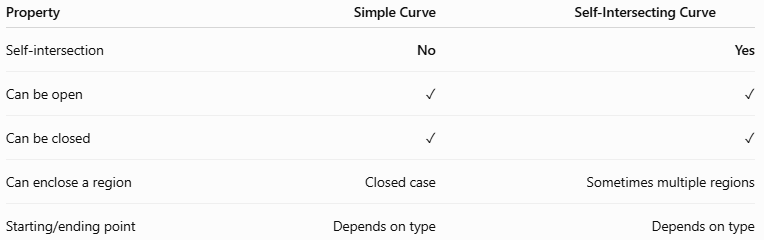 Property Simple Curve Self-Intersecting Curve
Self-intersection No Yes
Can be open ✓ ✓
Can be closed ✓ ✓
Can enclose a region Closed case Sometimes multiple regions
Starting/ending point Depends on type Depends on type